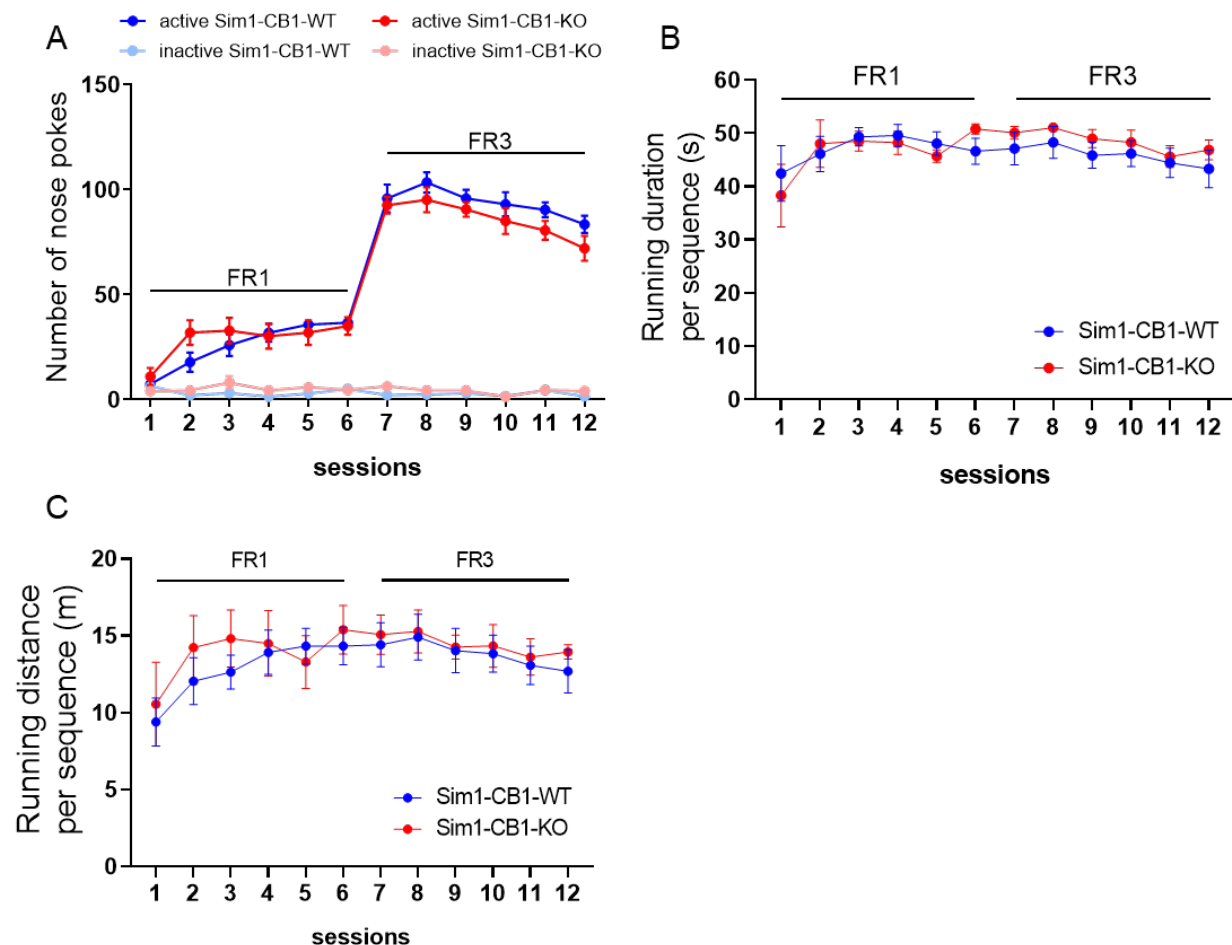 A
active Sim1-CB1-WT
active Sim1-CB1-KO
inactive Sim1-CB1-WT
inactive Sim1-CB1-KO
Number of nose pokes
150
100
50
0
FR1
FR3
1 2 3 4 5 6 7 8 9 10 11 12
sessions
B
Running duration
per sequence (s)
60
50
40
30
20
10
0
FR1
FR3
Sim1-CB1-WT
Sim1-CB1-KO
1 2 3 4 5 6 7 8 9 10 11 12
sessions
C
Running distance
per sequence (m)
20
15
10
5
0
FR1
FR3
Sim1-CB1-WT
Sim1-CB1-KO
1 2 3 4 5 6 7 8 9 10 11 12
sessions